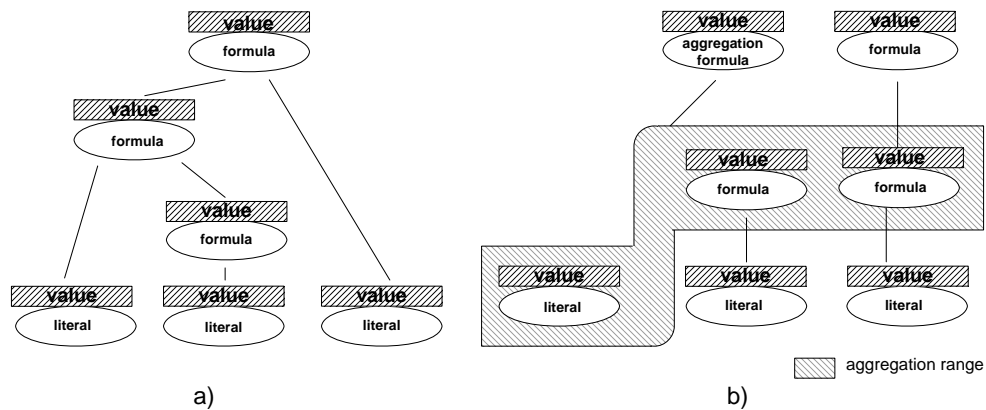 value
formula
value
formula
value
formula
value
literal
value
literal
value
literal
a)
value
aggregation
formula
value
formula
value
formula
value
formula
value
literal
value
literal
value
literal
aggregation range
b)